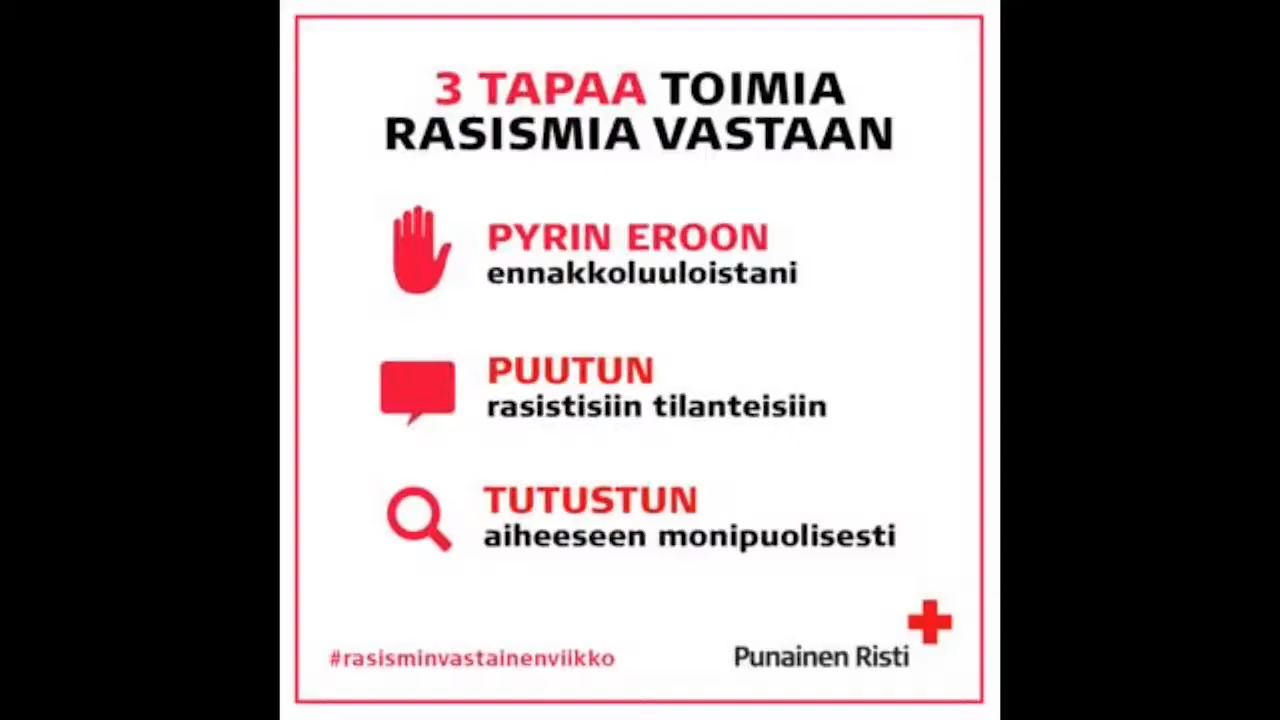 3 TAPAA TOIMIA
RASISMIA VASTAAN
PYRIN EROON
ennakkoluuloistani
PUUTUN
rasistisiin tilanteisiin
TUTUSTUN
aiheeseen monipuolisesti
#rasisminvastainenviikko
Punainen Risti